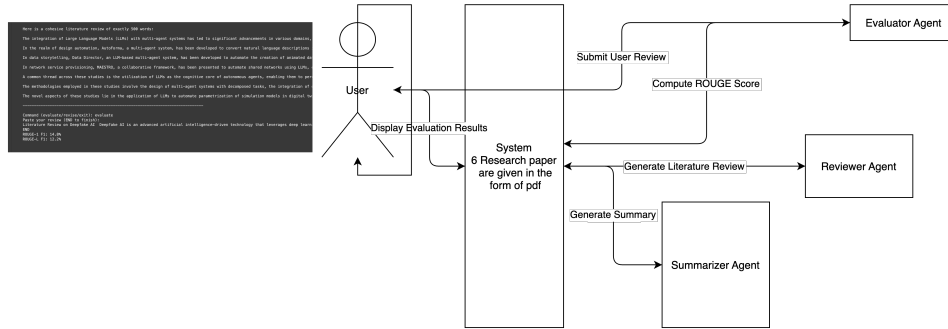 Here is a cohesive literature review of exactly 500 words:
The integration of Large Language Models (LLMs) with multi-agent systems has led to significant advancements in various domains,
In the realm of design automation, a multi-agent system, has been developed to convert natural language descriptions
In data storytelling, Data Director, an LLM-based multi-agent system, has been developed to automate the creation of animated
In network service provisioning, MAESTRO, a collaborative framework, has been presented to automate shared networks using LLMs,
A common thread across these studies is the utilization of LLMs as the cognitive core of autonomous agents, enabling them to
The methodologies employed in these studies involve the design of multi-agent systems with decomposed tasks, the integration of
The novel aspects of these studies lie in the application of LLMs to automate parametrization of simulation models in digital
Command (evaluate/revise/exit): evaluate
Paste your review (END to finish):
Literature Review on Deepfake AI Deepfake AI is an advanced artificial intelligence-driven technology that leverages deep
END
ROUGE-1 F1: 14.0%
ROUGE-L F1: 12.2%
User
Submit User Review
Compute ROUGE Score
Evaluator Agent
Display Evaluation Results
System
6 Research paper
are given in the
form of pdf
Generate Literature Review
Reviewer Agent
Generate Summary
Summarizer Agent